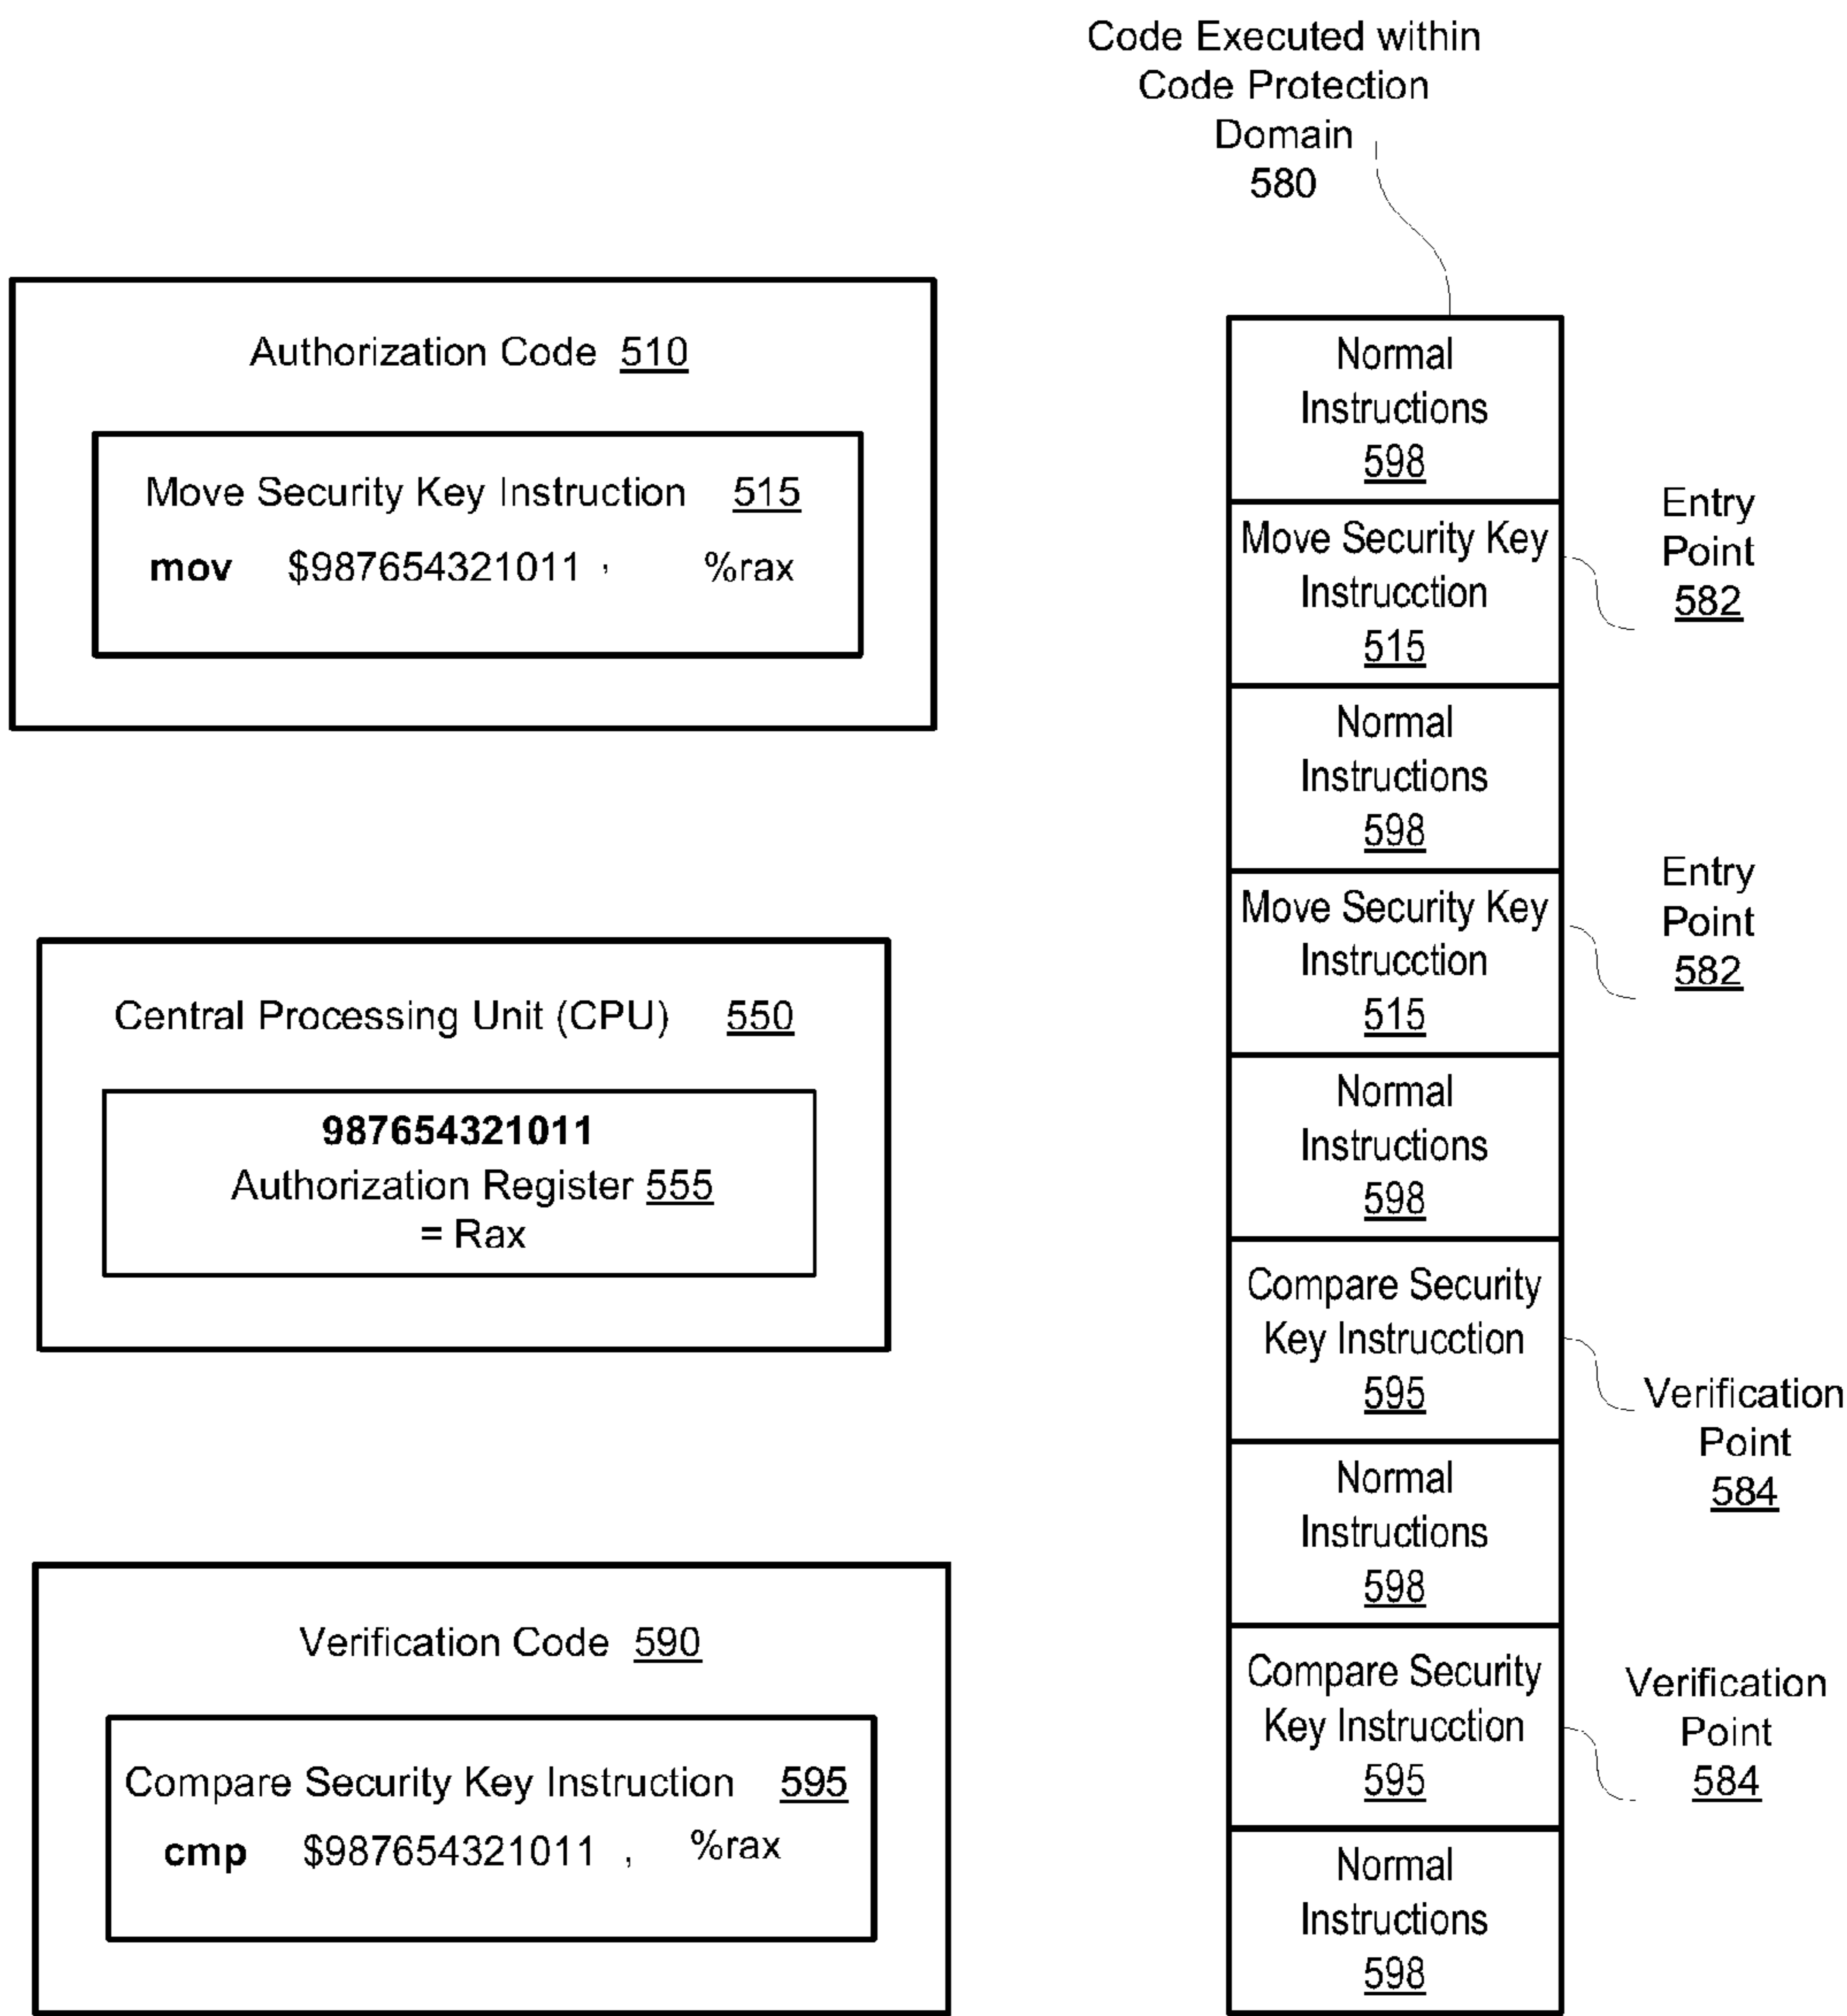 Code Executed within
Code Protection
Domain
580
Authorization Code 510
Move Security Key Instruction 515
mov $987654321011 , %rax
Central Processing Unit (CPU) 550
987654321011
Authorization Register 555
= Rax
Verification Code 590
Compare Security Key Instruction 595
cmp $987654321011 , %rax
Normal
Instructions
598
Move Security Key
Instrucction
515
Entry
Point
582
Normal
Instructions
598
Move Security Key
Instrucction
515
Entry
Point
582
Normal
Instructions
598
Compare Security
Key Instrucction
595
Verification
Point
584
Normal
Instructions
598
Compare Security
Key Instrucction
595
Verification
Point
584
Normal
Instructions
598